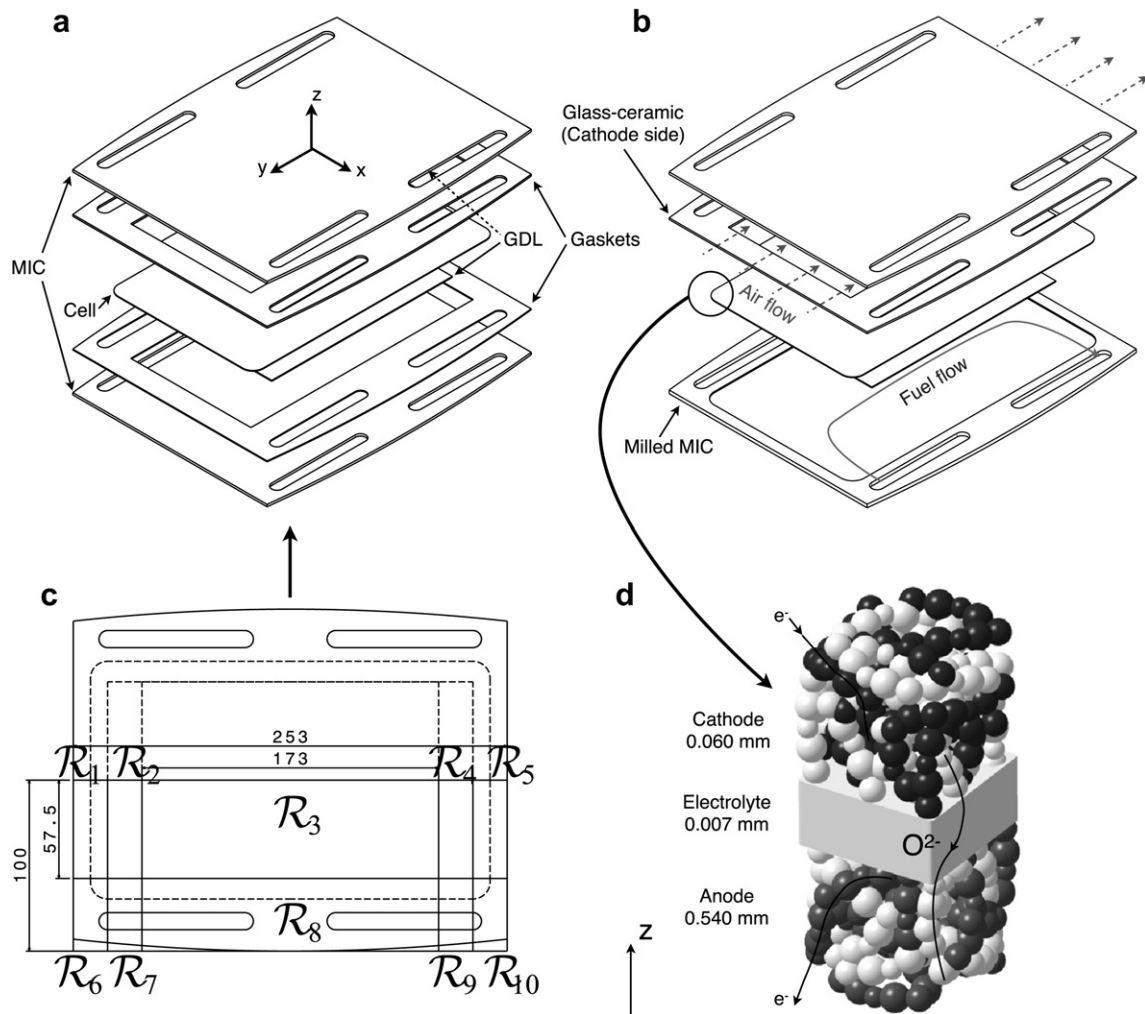 a
z
y
x
MIC
GDL
Gaskets
Cell
b
Glass-ceramic
(Cathode side)
Air flow
Fuel flow
Milled MIC
c
253
173
ℛ1 ℛ2 ℛ4 ℛ5
ℛ3
57.5
100
ℛ8
ℛ6 ℛ7 ℛ9 ℛ10
d
e-
Cathode
0.060 mm
Electrolyte
0.007 mm
O2-
Anode
0.540 mm
z
e-